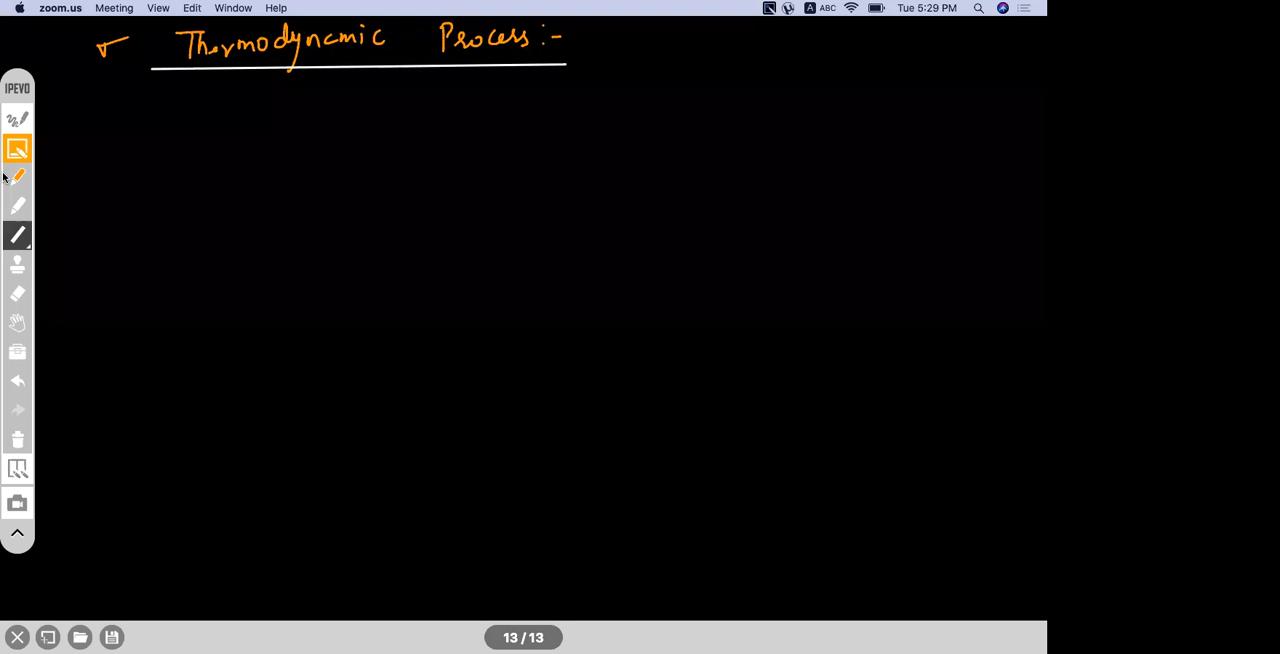 zoom.us Meeting View Edit Window Help A ABC Tue 5:29 PM
Thermodynamic Process :-
IPEVO
13 / 13